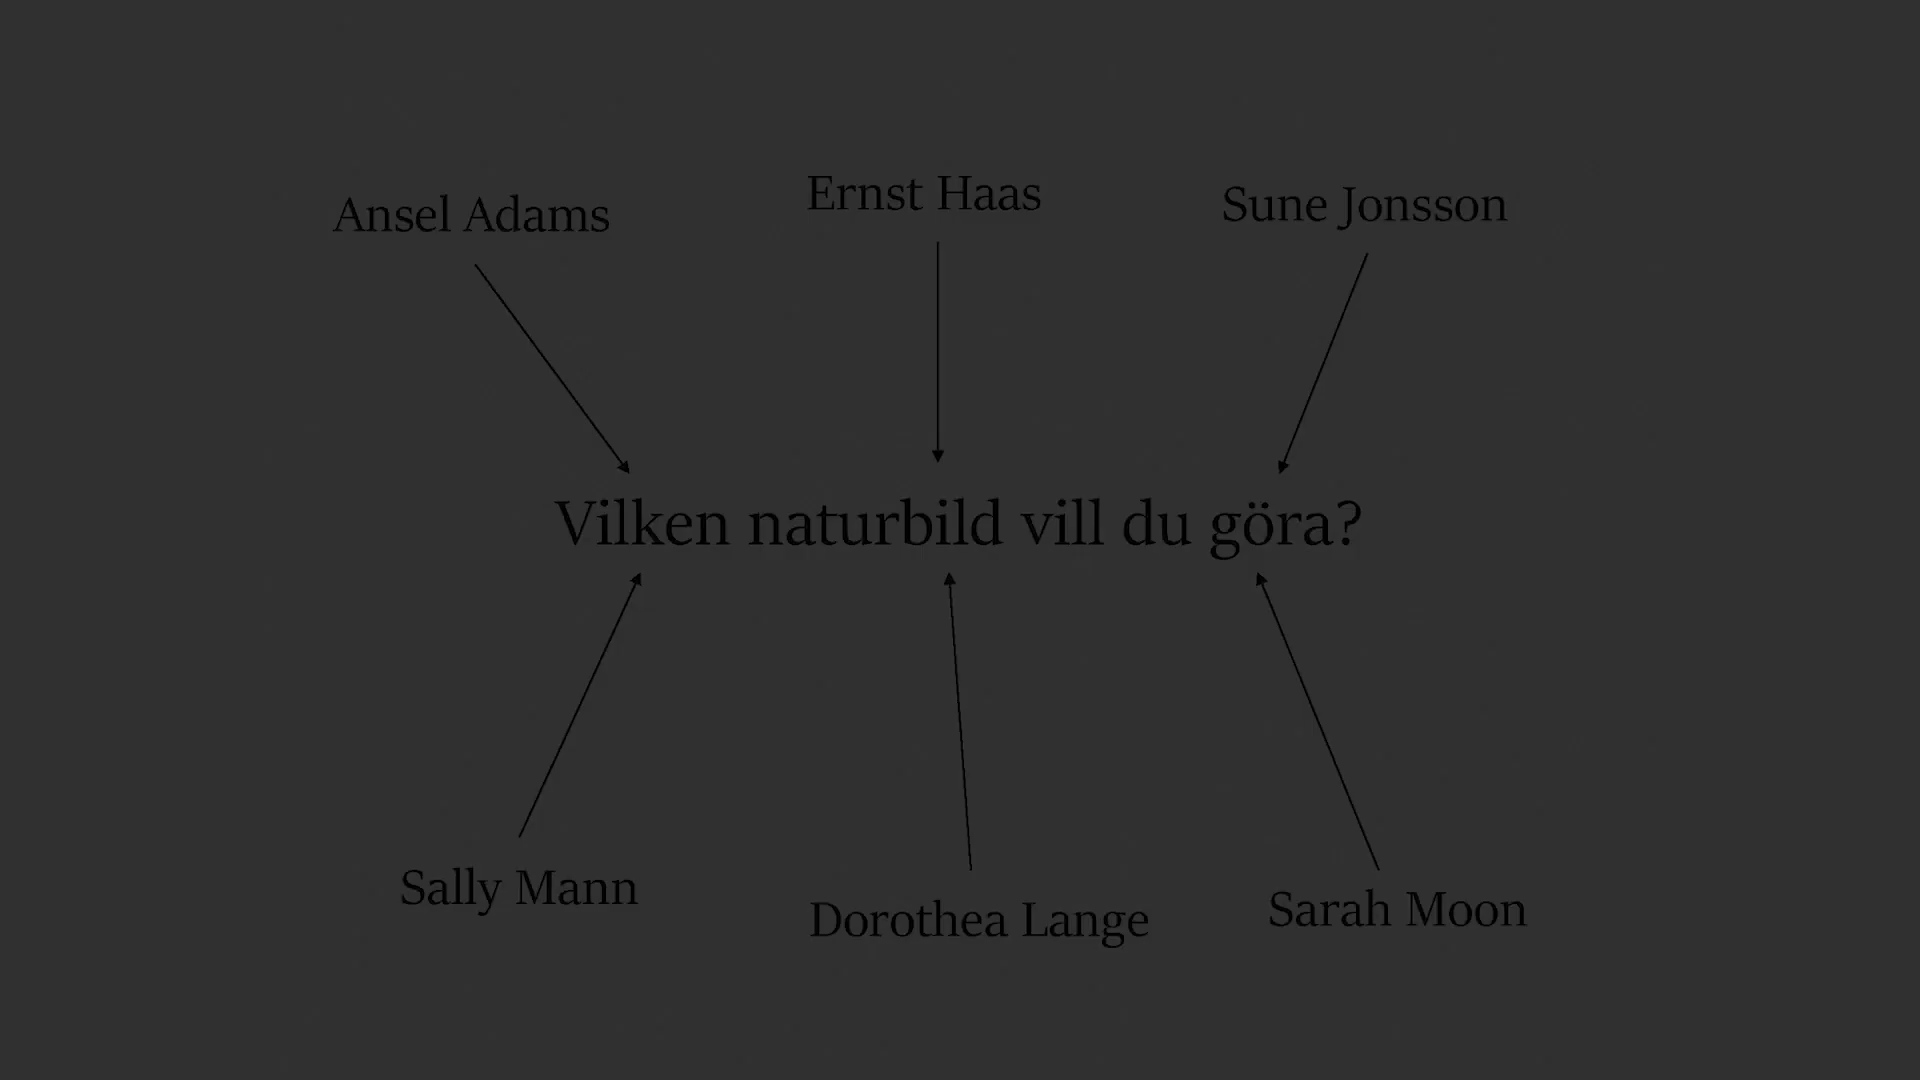 Ansel Adams
Ernst Haas
Sune Jonsson
Vilken naturbild vill du göra?
Sally Mann
Dorothea Lange
Sarah Moon